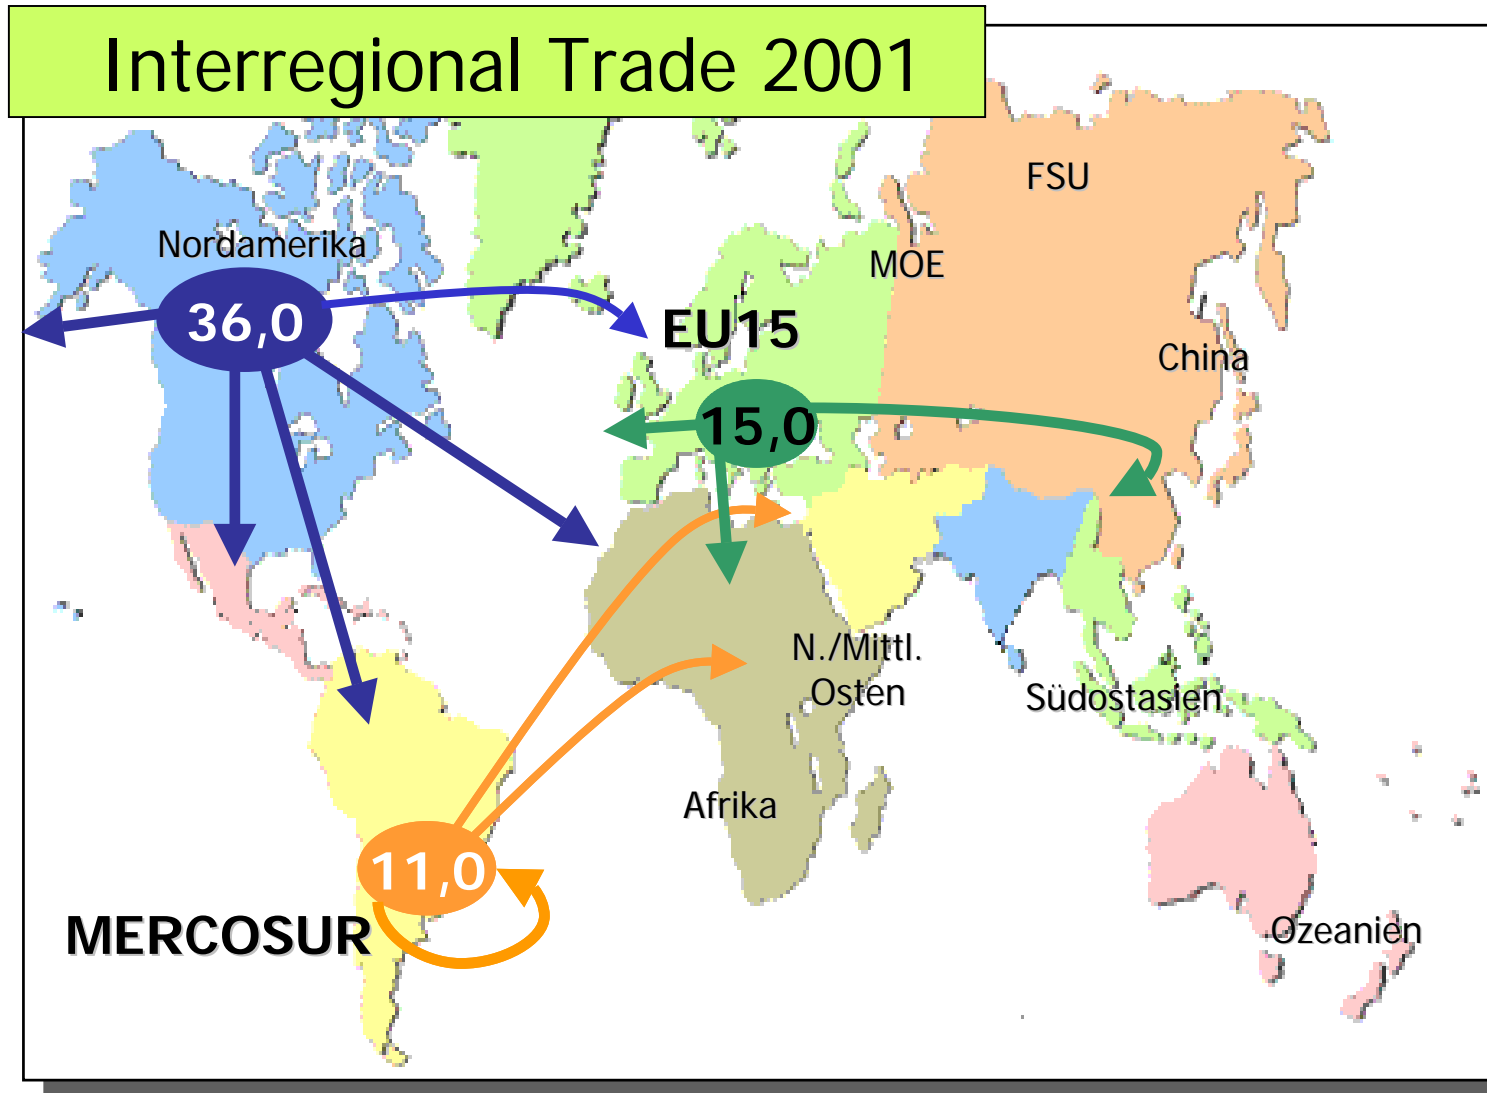 Interregional Trade 2001
FSU
Nordamerika
MOE
36,0
EU15
China
15,0
N./Mittl.
Osten
Südostasien
Afrika
11,0
MERCOSUR
Ozeanien